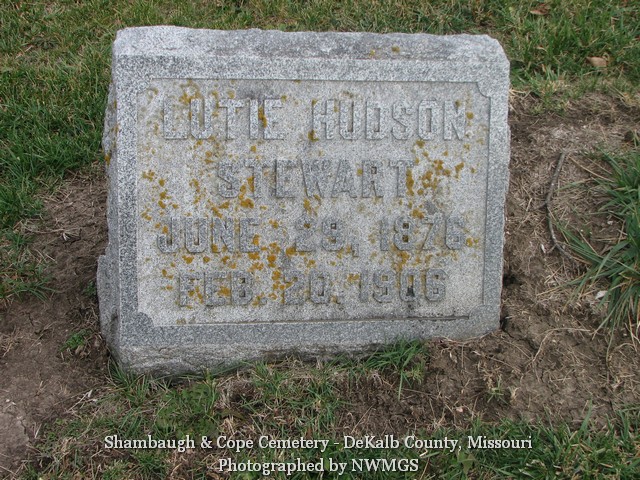 LUTIE HUDSON
STEWART
JUNE 29, 1876
FEB. 20, 1906
Shambaugh & Cope Cemetery - DeKalb County, Missouri
Photographed by NWMGS